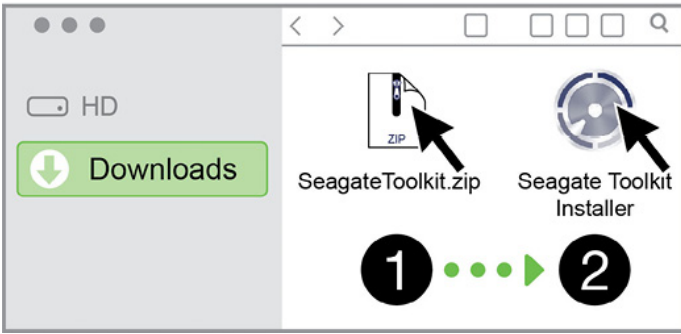 HD
Downloads
ZIP
SeagateToolkit.zip
Seagate Toolkit
Installer
1
2